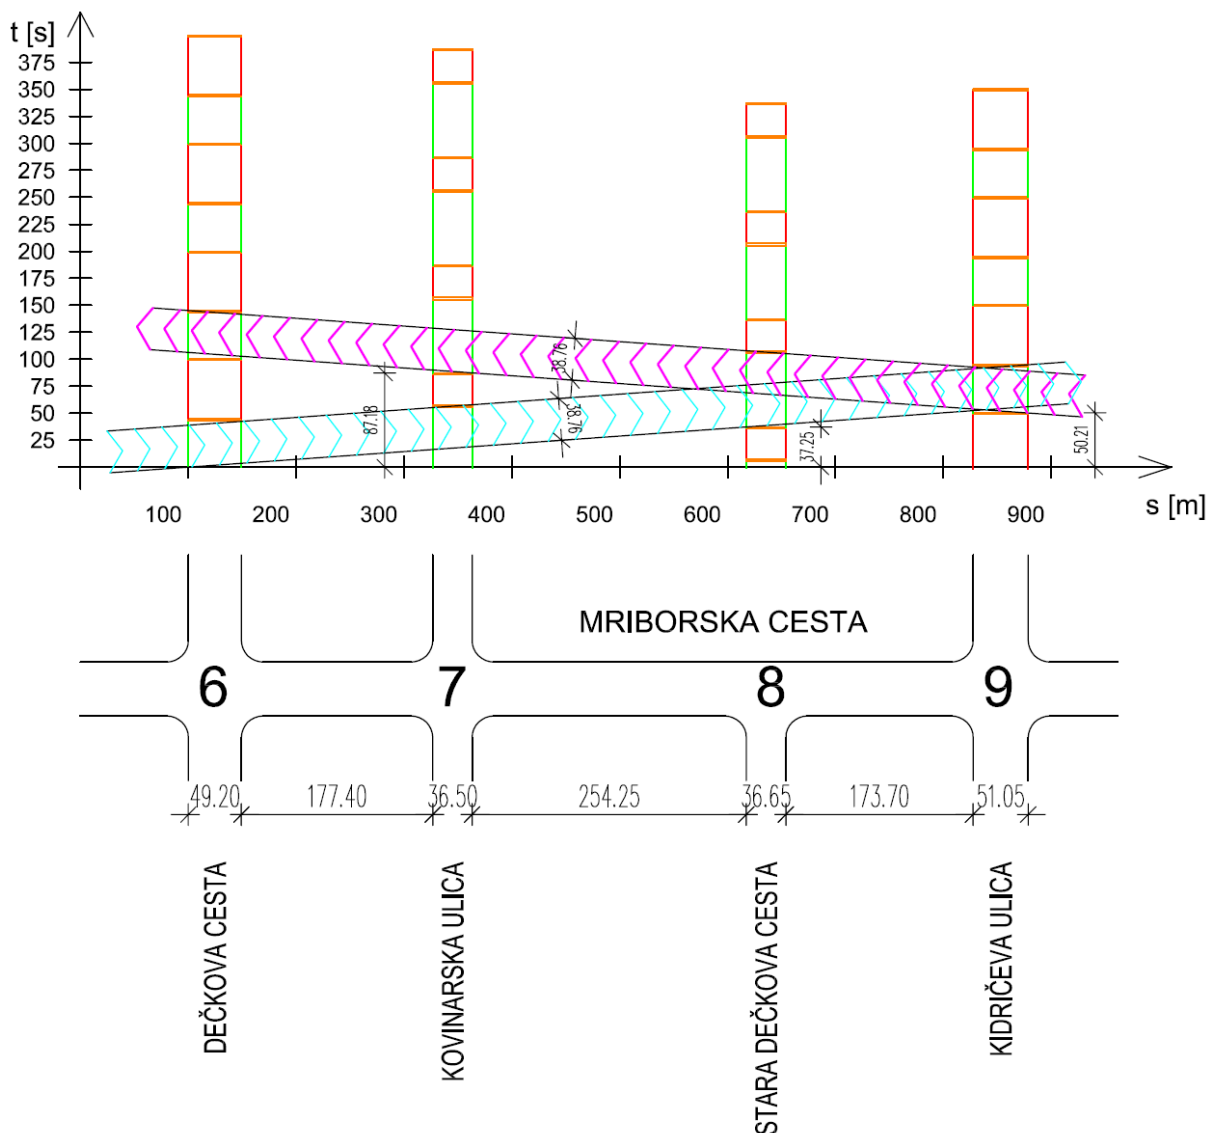 t [s]
375
350
325
300
275
250
225
200
175
150
125
100
75
50
25
38.76
38.76
87.18
37.25
50.21
s [m]
100 200 300 400 500 600 700 800 900
MRIBORSKA CESTA
6 7 8 9
49.20 177.40 36.50 254.25 36.65 173.70 51.05
DEČKOVA CESTA
KOVINARSKA ULICA
STARA DEČKOVA CESTA
KIDRIČEVA ULICA